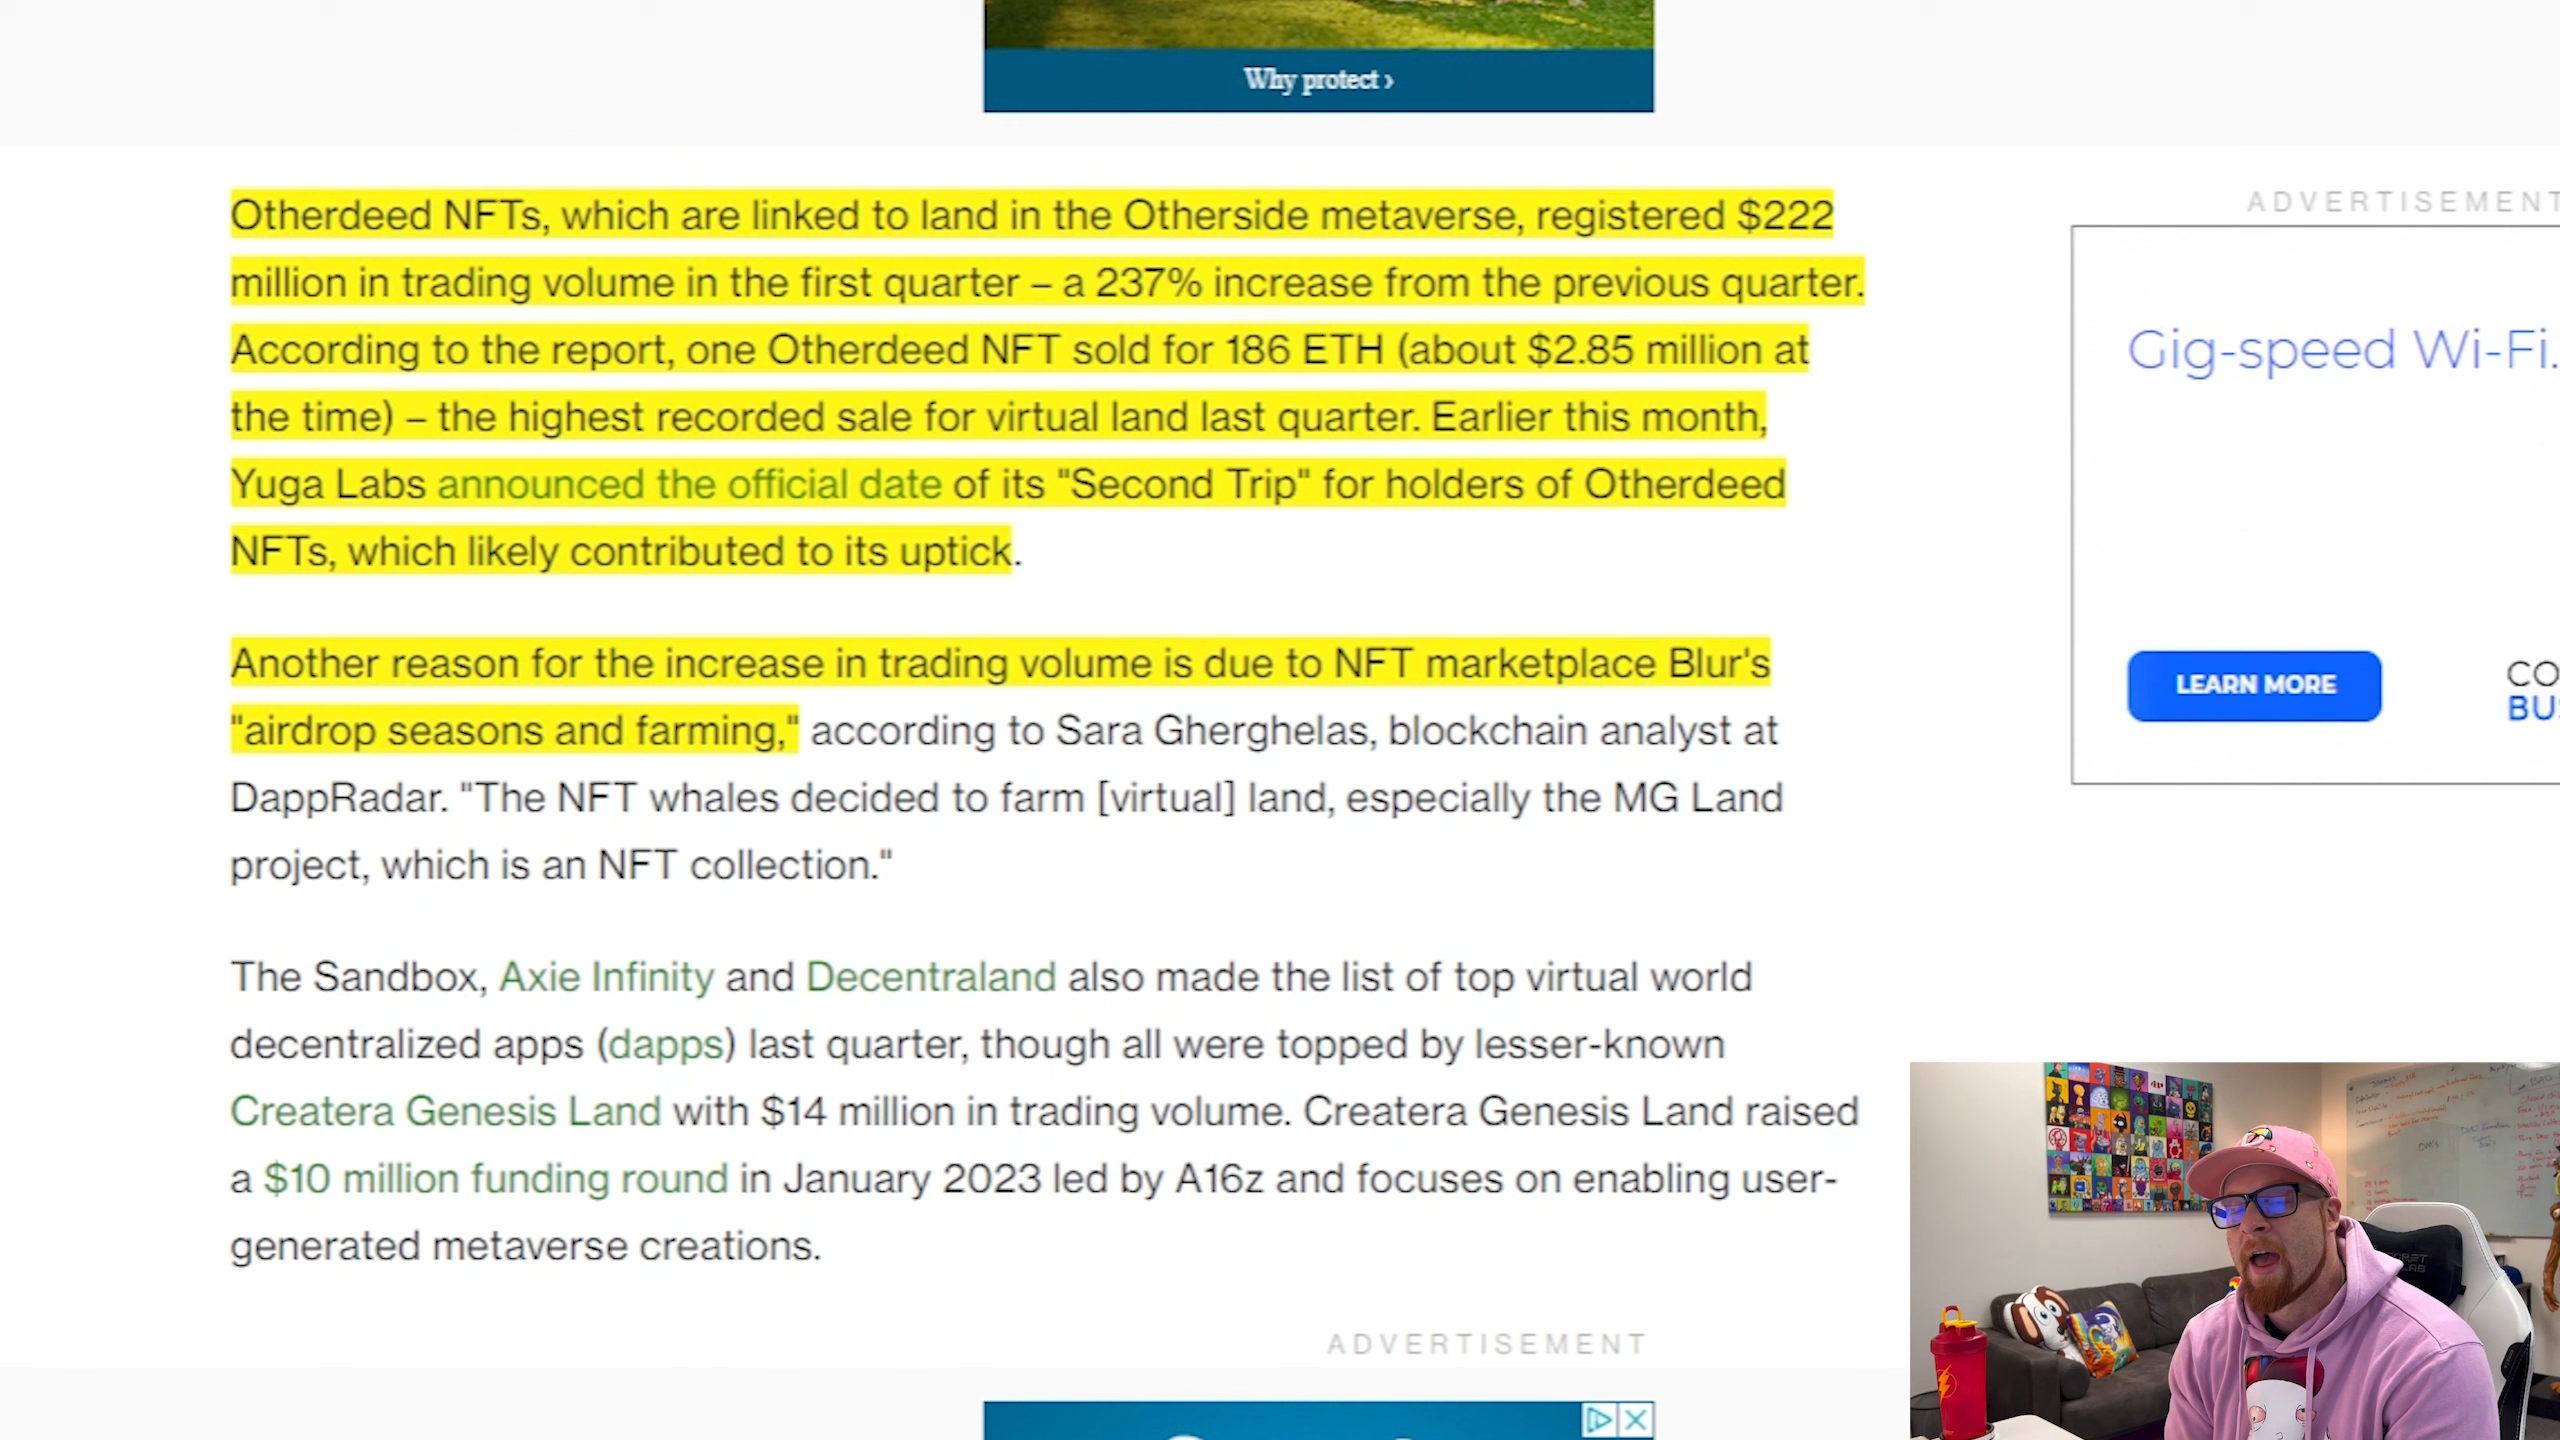 Why protect ›
ADVERTISEMENT
Otherdeed NFTs, which are linked to land in the Otherside metaverse, registered $222
million in trading volume in the first quarter – a 237% increase from the previous quarter.
According to the report, one Otherdeed NFT sold for 186 ETH (about $2.85 million at
the time) – the highest recorded sale for virtual land last quarter. Earlier this month,
Yuga Labs announced the official date of its "Second Trip" for holders of Otherdeed
NFTs, which likely contributed to its uptick.
Gig-speed Wi-Fi.
LEARN MORE
CO
BUS
Another reason for the increase in trading volume is due to NFT marketplace Blur's
"airdrop seasons and farming," according to Sara Gherghelas, blockchain analyst at
DappRadar. "The NFT whales decided to farm [virtual] land, especially the MG Land
project, which is an NFT collection."
The Sandbox, Axie Infinity and Decentraland also made the list of top virtual world
decentralized apps (dapps) last quarter, though all were topped by lesser-known
Createra Genesis Land with $14 million in trading volume. Createra Genesis Land raised
a $10 million funding round in January 2023 led by A16z and focuses on enabling user-
generated metaverse creations.
ADVERTISEMENT